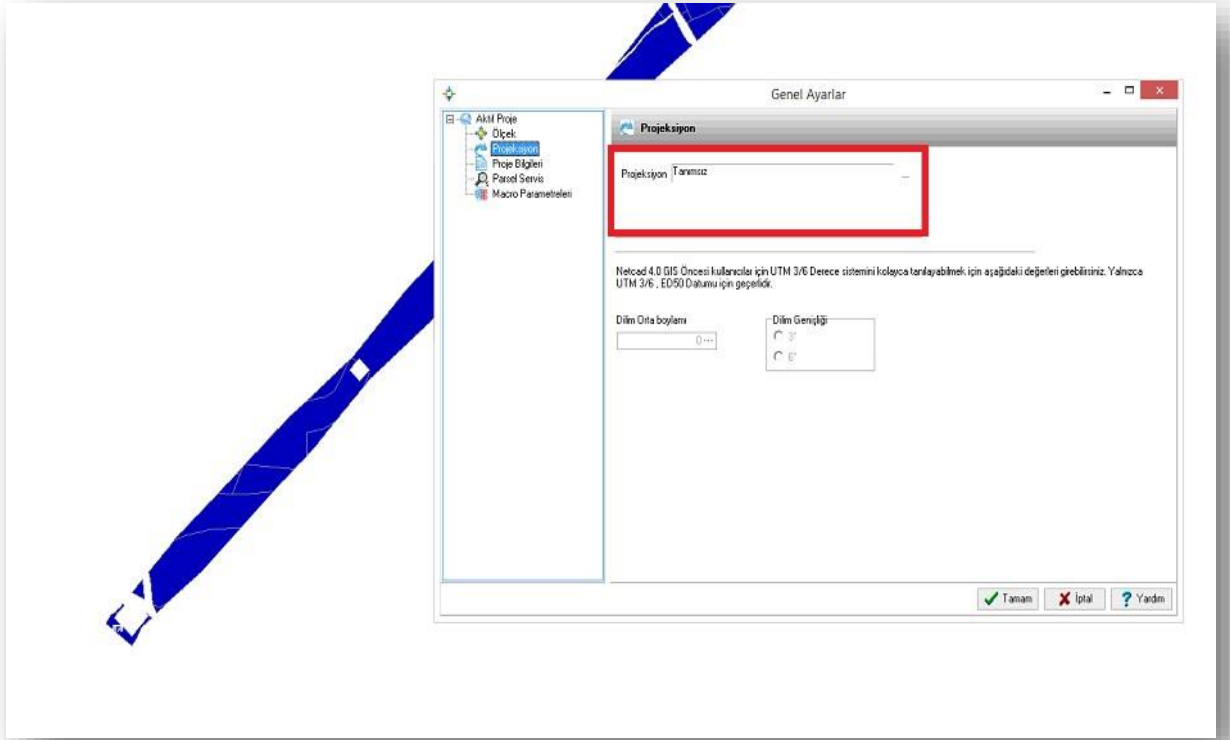 Genel Ayarlar
Aktif Proje
Ölçek
Projeksiyon
Proje Bilgileri
Parsel Servis
Macro Parametreleri
Projeksiyon
Projeksiyon Tanımsız ...
Netcad 4.0 GIS Öncesi kullanıcılar için UTM 3/6 Derece sistemini kolayca tanılayabilmek için aşağıdaki değerleri girebilirsiniz. Yalnızca
UTM 3/6 , ED50 Datumu için geçerlidir.
Dilim Orta boylamı
0 ...
Dilim Genişliği
3°
6°
Tamam
İptal
? Yardım